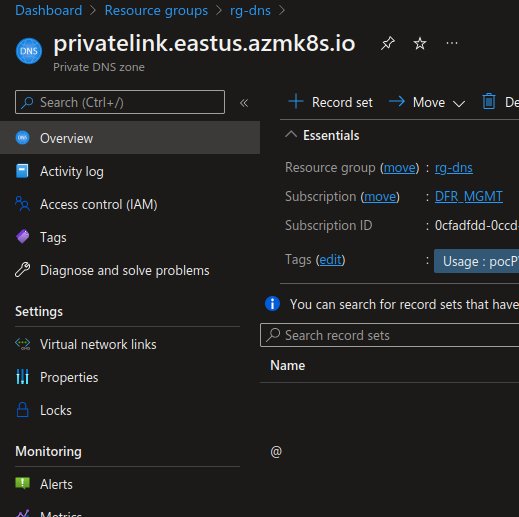 Dashboard > Resource groups > rg-dns >
DNS
privatelink.eastus.azmk8s.io
Private DNS zone
Search (Ctrl+/)
«
Overview
Activity log
Access control (IAM)
Tags
Diagnose and solve problems
Settings
Virtual network links
Properties
Locks
Monitoring
Alerts
Metrics
+ Record set
Move
De
Essentials
Resource group (move) : rg-dns
Subscription (move) : DFR_MGMT
Subscription ID : 0cfadfdd-0ccd-
Tags (edit) : Usage : pocP
You can search for record sets that have
Search record sets
Name
@